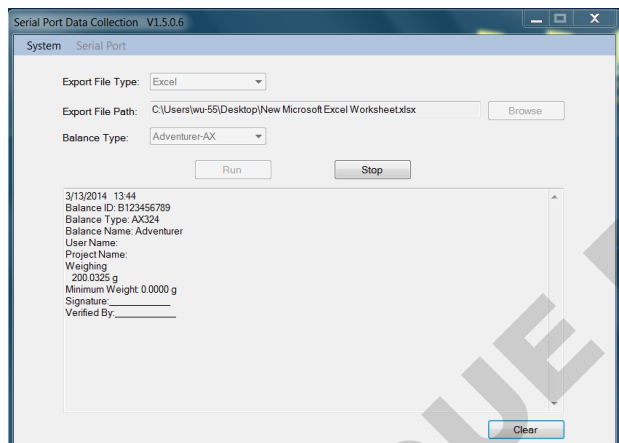 Serial Port Data Collection V1.5.0.6
System Serial Port
Export File Type: Excel
Export File Path: C:\Users\wu-55\Desktop\New Microsoft Excel Worksheet.xlsx Browse
Balance Type: Adventurer-AX
Run Stop
3/13/2014 13:44
Balance ID: B123456789
Balance Type: AX324
Balance Name: Adventurer
User Name:
Project Name:
Weighing
200.0325 g
Minimum Weight: 0.0000 g
Signature:____________
Verified By:____________
Clear